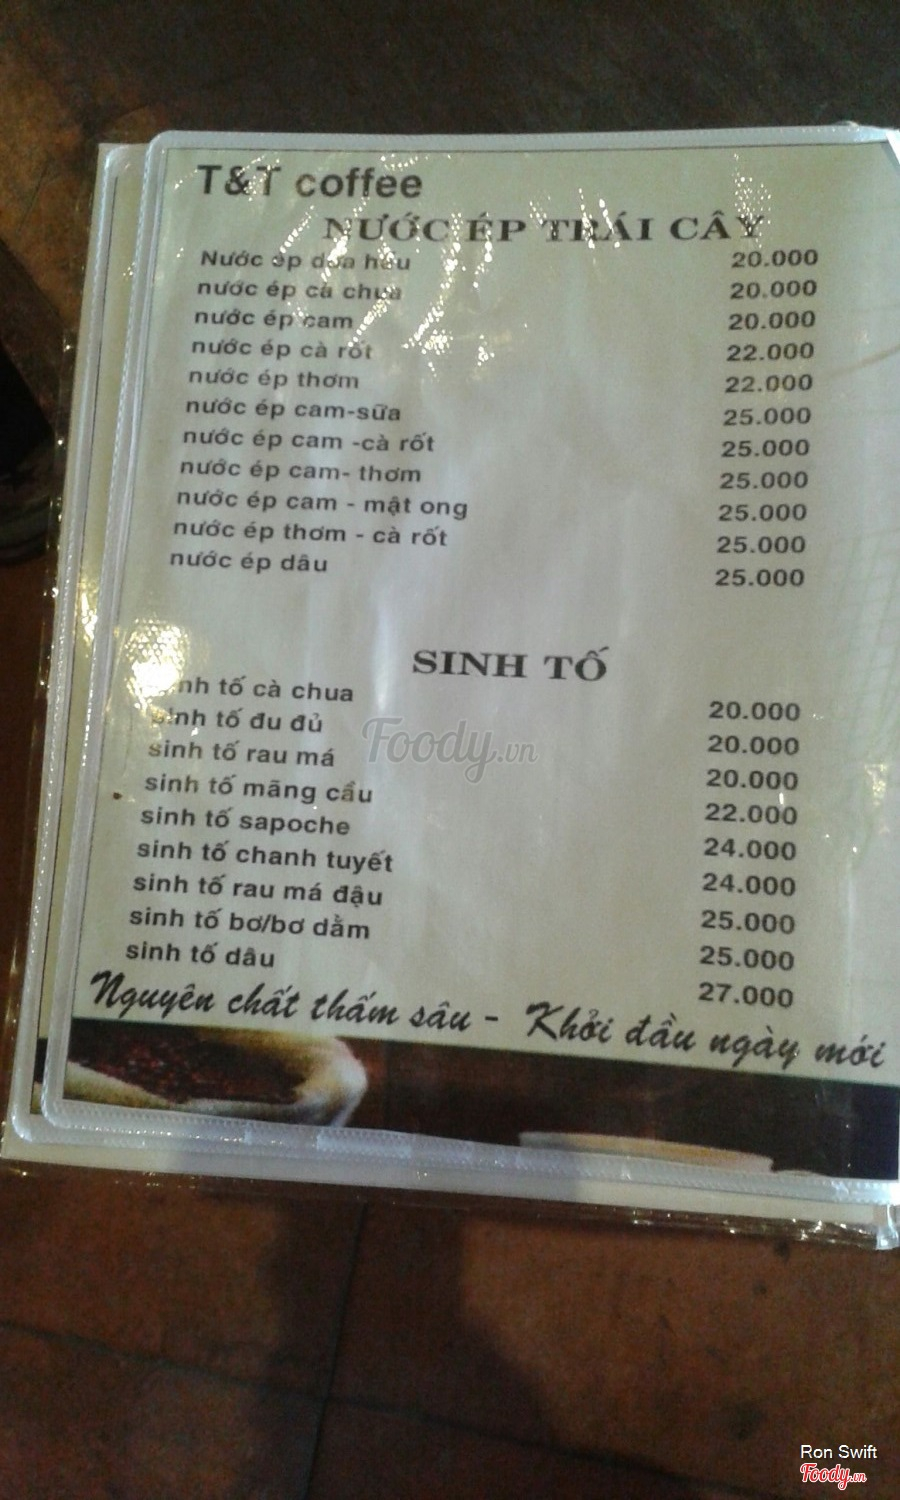 T&T coffee
NƯỚC ÉP TRÁI CÂY
Nước ép dưa hấu 20.000
nước ép cà chua 20.000
nước ép cam 20.000
nước ép cà rốt 22.000
nước ép thơm 22.000
nước ép cam-sữa 25.000
nước ép cam -cà rốt 25.000
nước ép cam- thơm 25.000
nước ép cam - mật ong 25.000
nước ép thơm - cà rốt 25.000
nước ép dâu 25.000
SINH TỐ
sinh tố cà chua 20.000
sinh tố đu đủ 20.000
sinh tố rau má 20.000
sinh tố mãng cầu 22.000
sinh tố sapoche 24.000
sinh tố chanh tuyết 24.000
sinh tố rau má đậu 25.000
sinh tố bơ/bơ dằm 25.000
sinh tố dâu 27.000
Nguyên chất thấm sâu - Khởi đầu ngày mới
Foody.vn
Ron Swift
Foody.vn